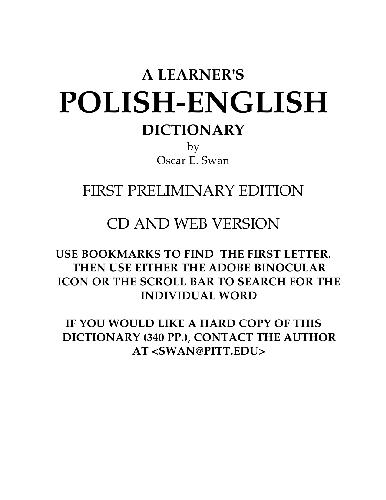 A LEARNER'S
POLISH-ENGLISH
DICTIONARY
by
Oscar E. Swan
FIRST PRELIMINARY EDITION
CD AND WEB VERSION
USE BOOKMARKS TO FIND THE FIRST LETTER.
THEN USE EITHER THE ADOBE BINOCULAR
ICON OR THE SCROLL BAR TO SEARCH FOR THE
INDIVIDUAL WORD
IF YOU WOULD LIKE A HARD COPY OF THIS
DICTIONARY (340 PP.), CONTACT THE AUTHOR
AT <SWAN@PITT.EDU>